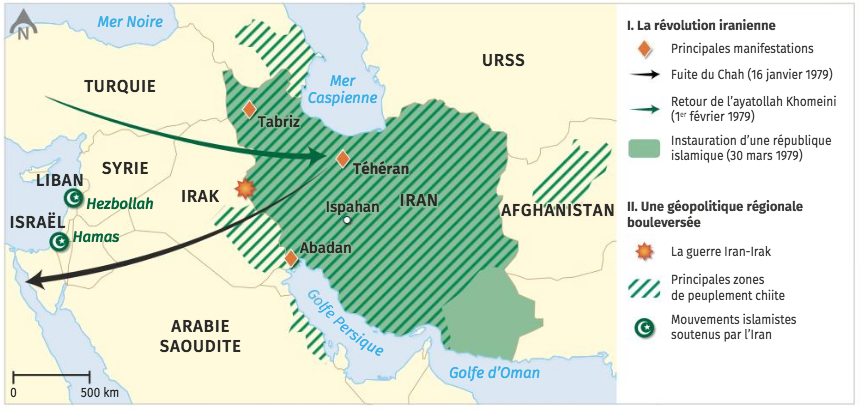 N
Mer Noire
URSS
TURQUIE
Mer
Caspienne
Tabriz
Téhéran
SYRIE
LIBAN
Hezbollah
IRAK
Ispahan
IRAN
AFGHANISTAN
ISRAËL
Hamas
Abadan
Golfe Persique
ARABIE
SAOUDITE
Golfe d'Oman
0 500 km
I. La révolution iranienne
Principales manifestations
Fuite du Chah (16 janvier 1979)
Retour de l'ayatollah Khomeini
(1er février 1979)
Instauration d'une république
islamique (30 mars 1979)
II. Une géopolitique régionale
bouleversée
La guerre Iran-Irak
Principales zones
de peuplement chiite
Mouvements islamistes
soutenus par l'Iran